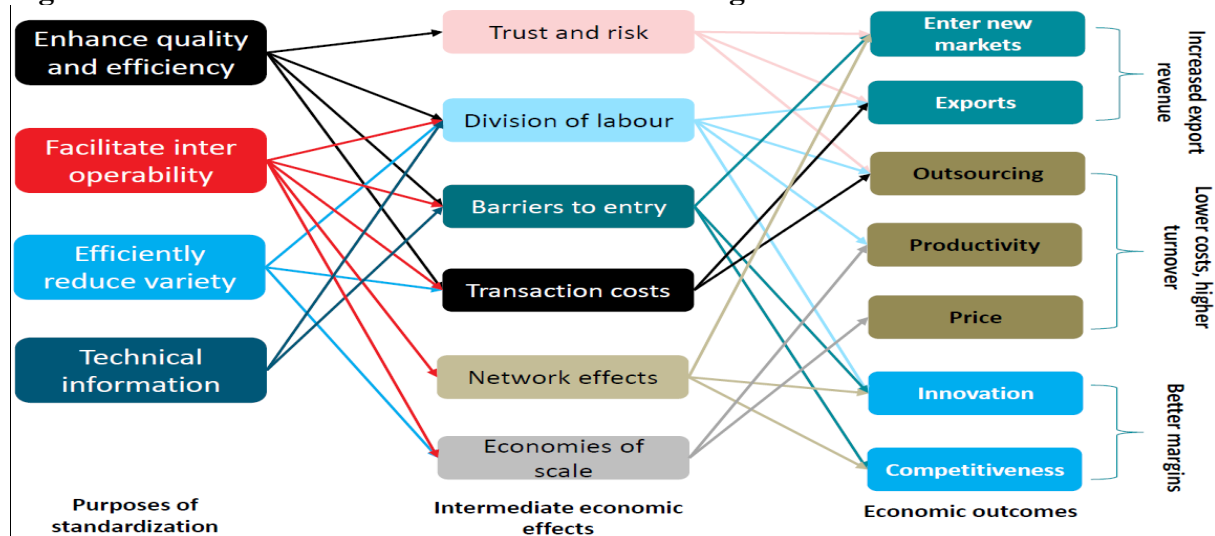 Enhance quality
and efficiency
Facilitate inter
operability
Efficiently
reduce variety
Technical
information
Purposes of
standardization
Trust and risk
Division of labour
Barriers to entry
Transaction costs
Network effects
Economies of
scale
Intermediate economic
effects
Enter new
markets
Exports
Outsourcing
Productivity
Price
Innovation
Competitiveness
Economic outcomes
Increased export
revenue
Lower costs, higher
turnover
Better margins